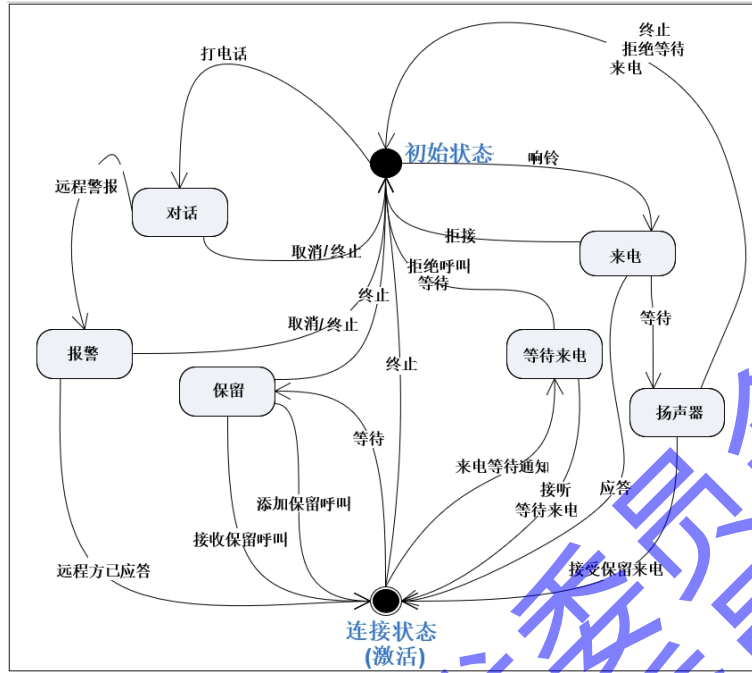 终止
拒绝等待
来电
打电话
初始状态
响铃
远程警报
对话
取消/终止
拒接
来电
拒绝呼叫
等待
终止
取消/终止
等待
报警
终止
等待来电
保留
扬声器
等待
来电等待通知
添加保留呼叫
接听
等待来电
应答
接收保留呼叫
远程方已应答
接受保留来电
连接状态
(激活)
委员会
委员